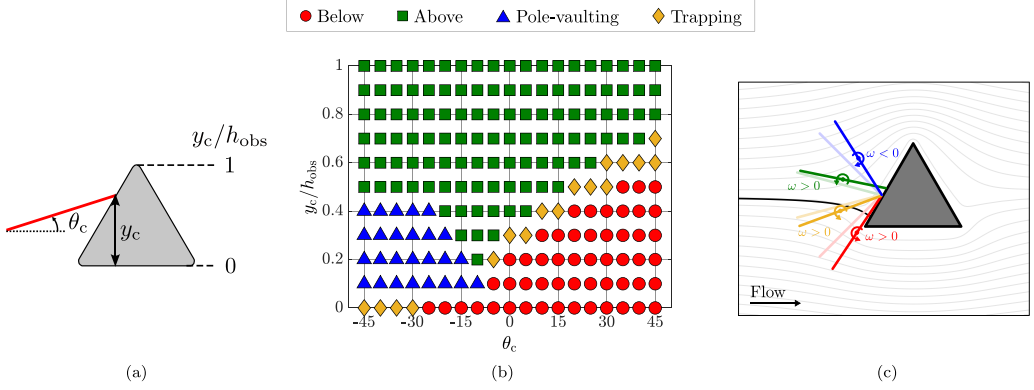 Below Above Pole-vaulting Trapping
y_c/h_obs
1
θ_c
y_c
0
(a)
y_c/h_obs
1
0.8
0.6
0.4
0.2
0
-45 -30 -15 0 15 30 45
θ_c
(b)
ω < 0
ω > 0
ω > 0
ω > 0
Flow
(c)